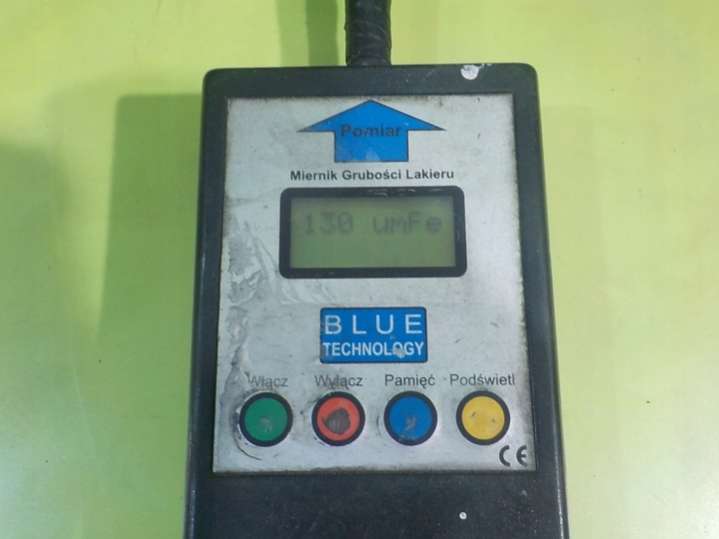 Pomiar
Miernik Grubości Lakieru
130 umFe
BLUE
TECHNOLOGY
Włącz Wyłącz Pamięć Podświetl
CE